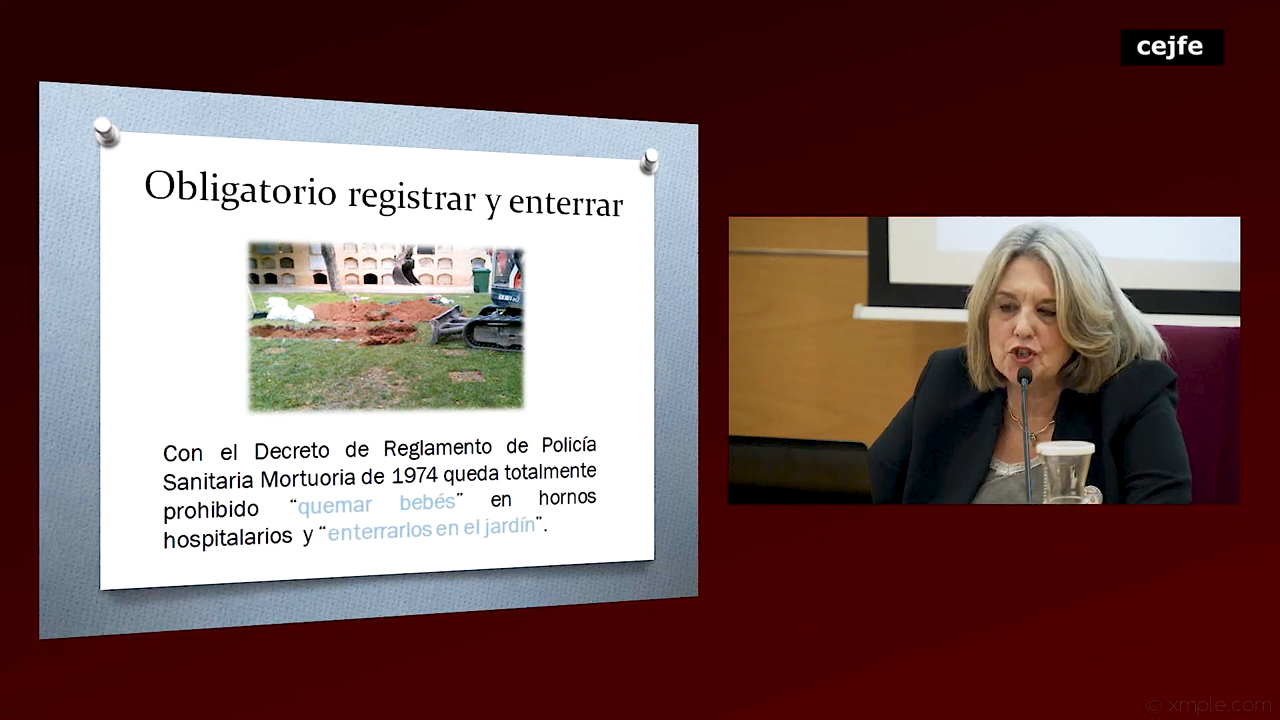 cejfe
Obligatorio registrar y enterrar
Con el Decreto de Reglamento de Policía
Sanitaria Mortuoria de 1974 queda totalmente
prohibido “quemar bebés” en hornos
hospitalarios y “enterrarlos en el jardín”.
© xmple.com